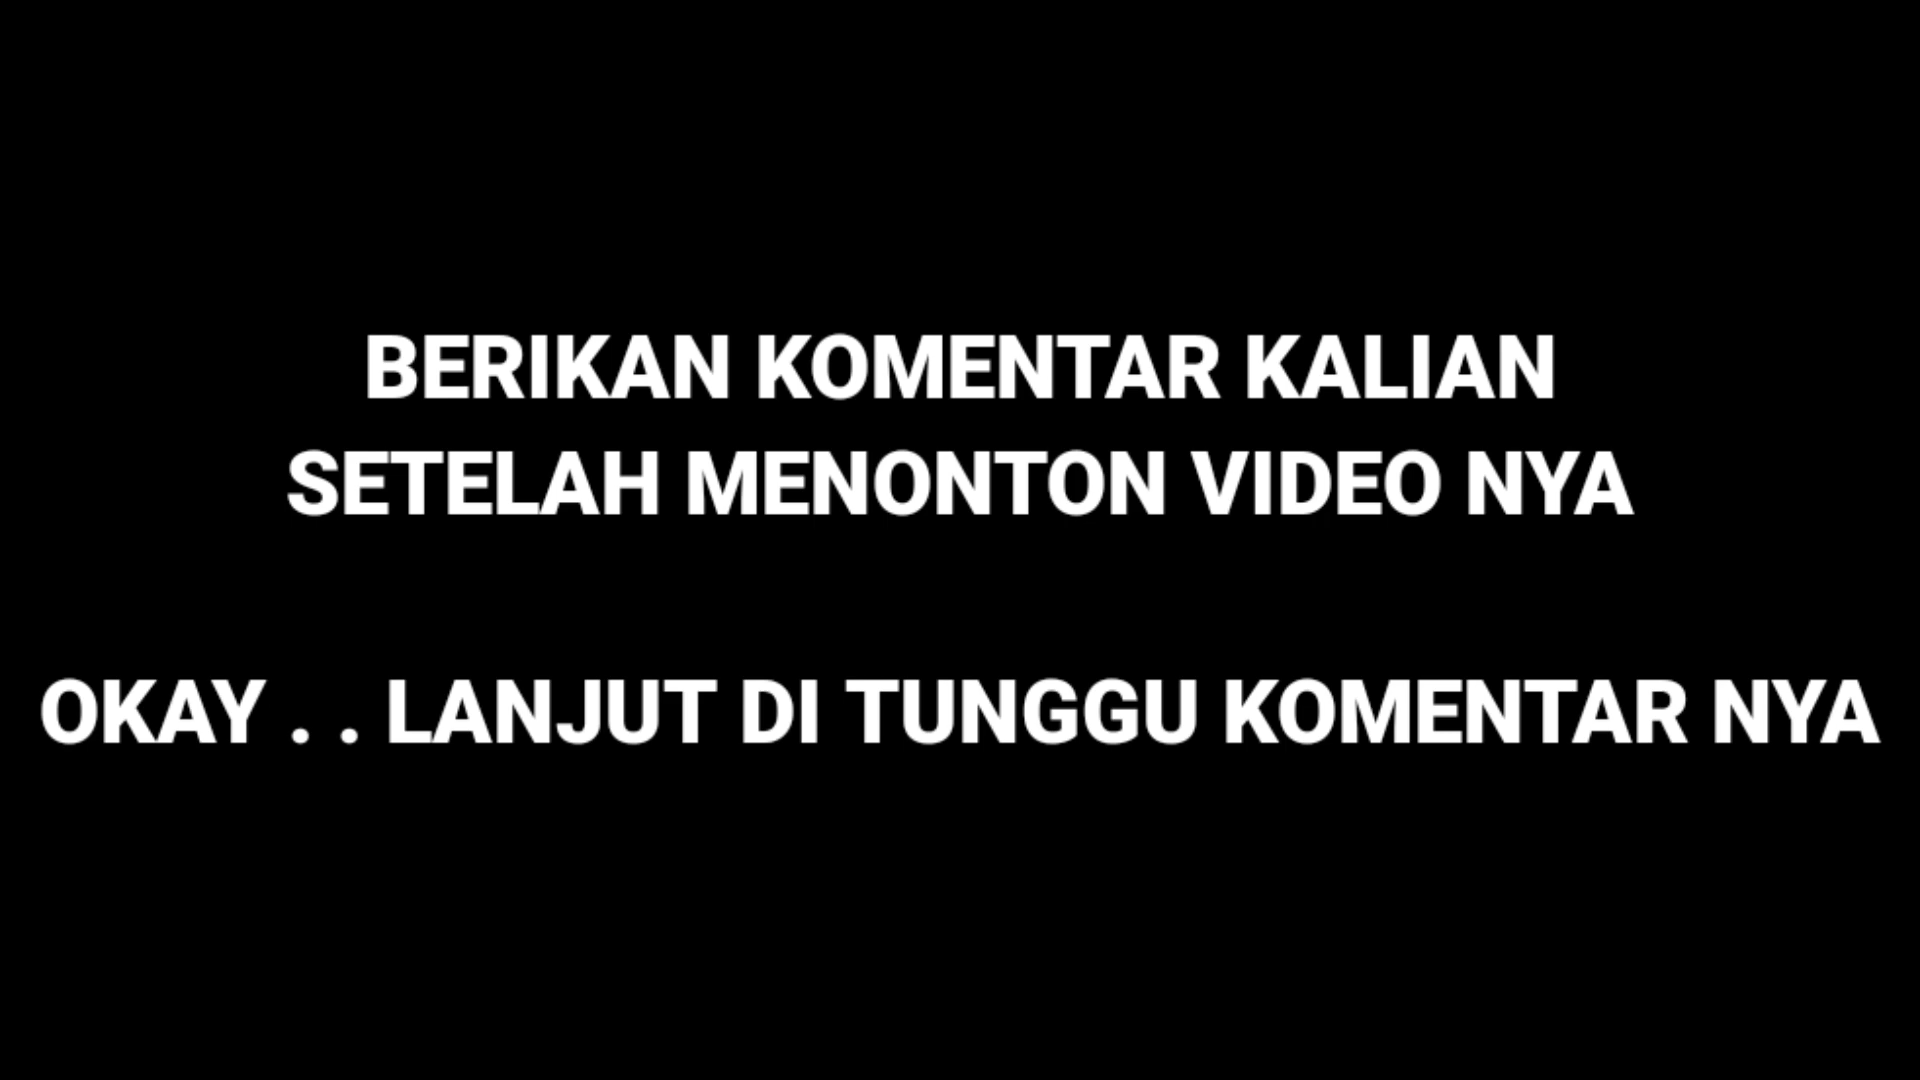 BERIKAN KOMENTAR KALIAN
SETELAH MENONTON VIDEO NYA
OKAY . . LANJUT DI TUNGGU KOMENTAR NYA